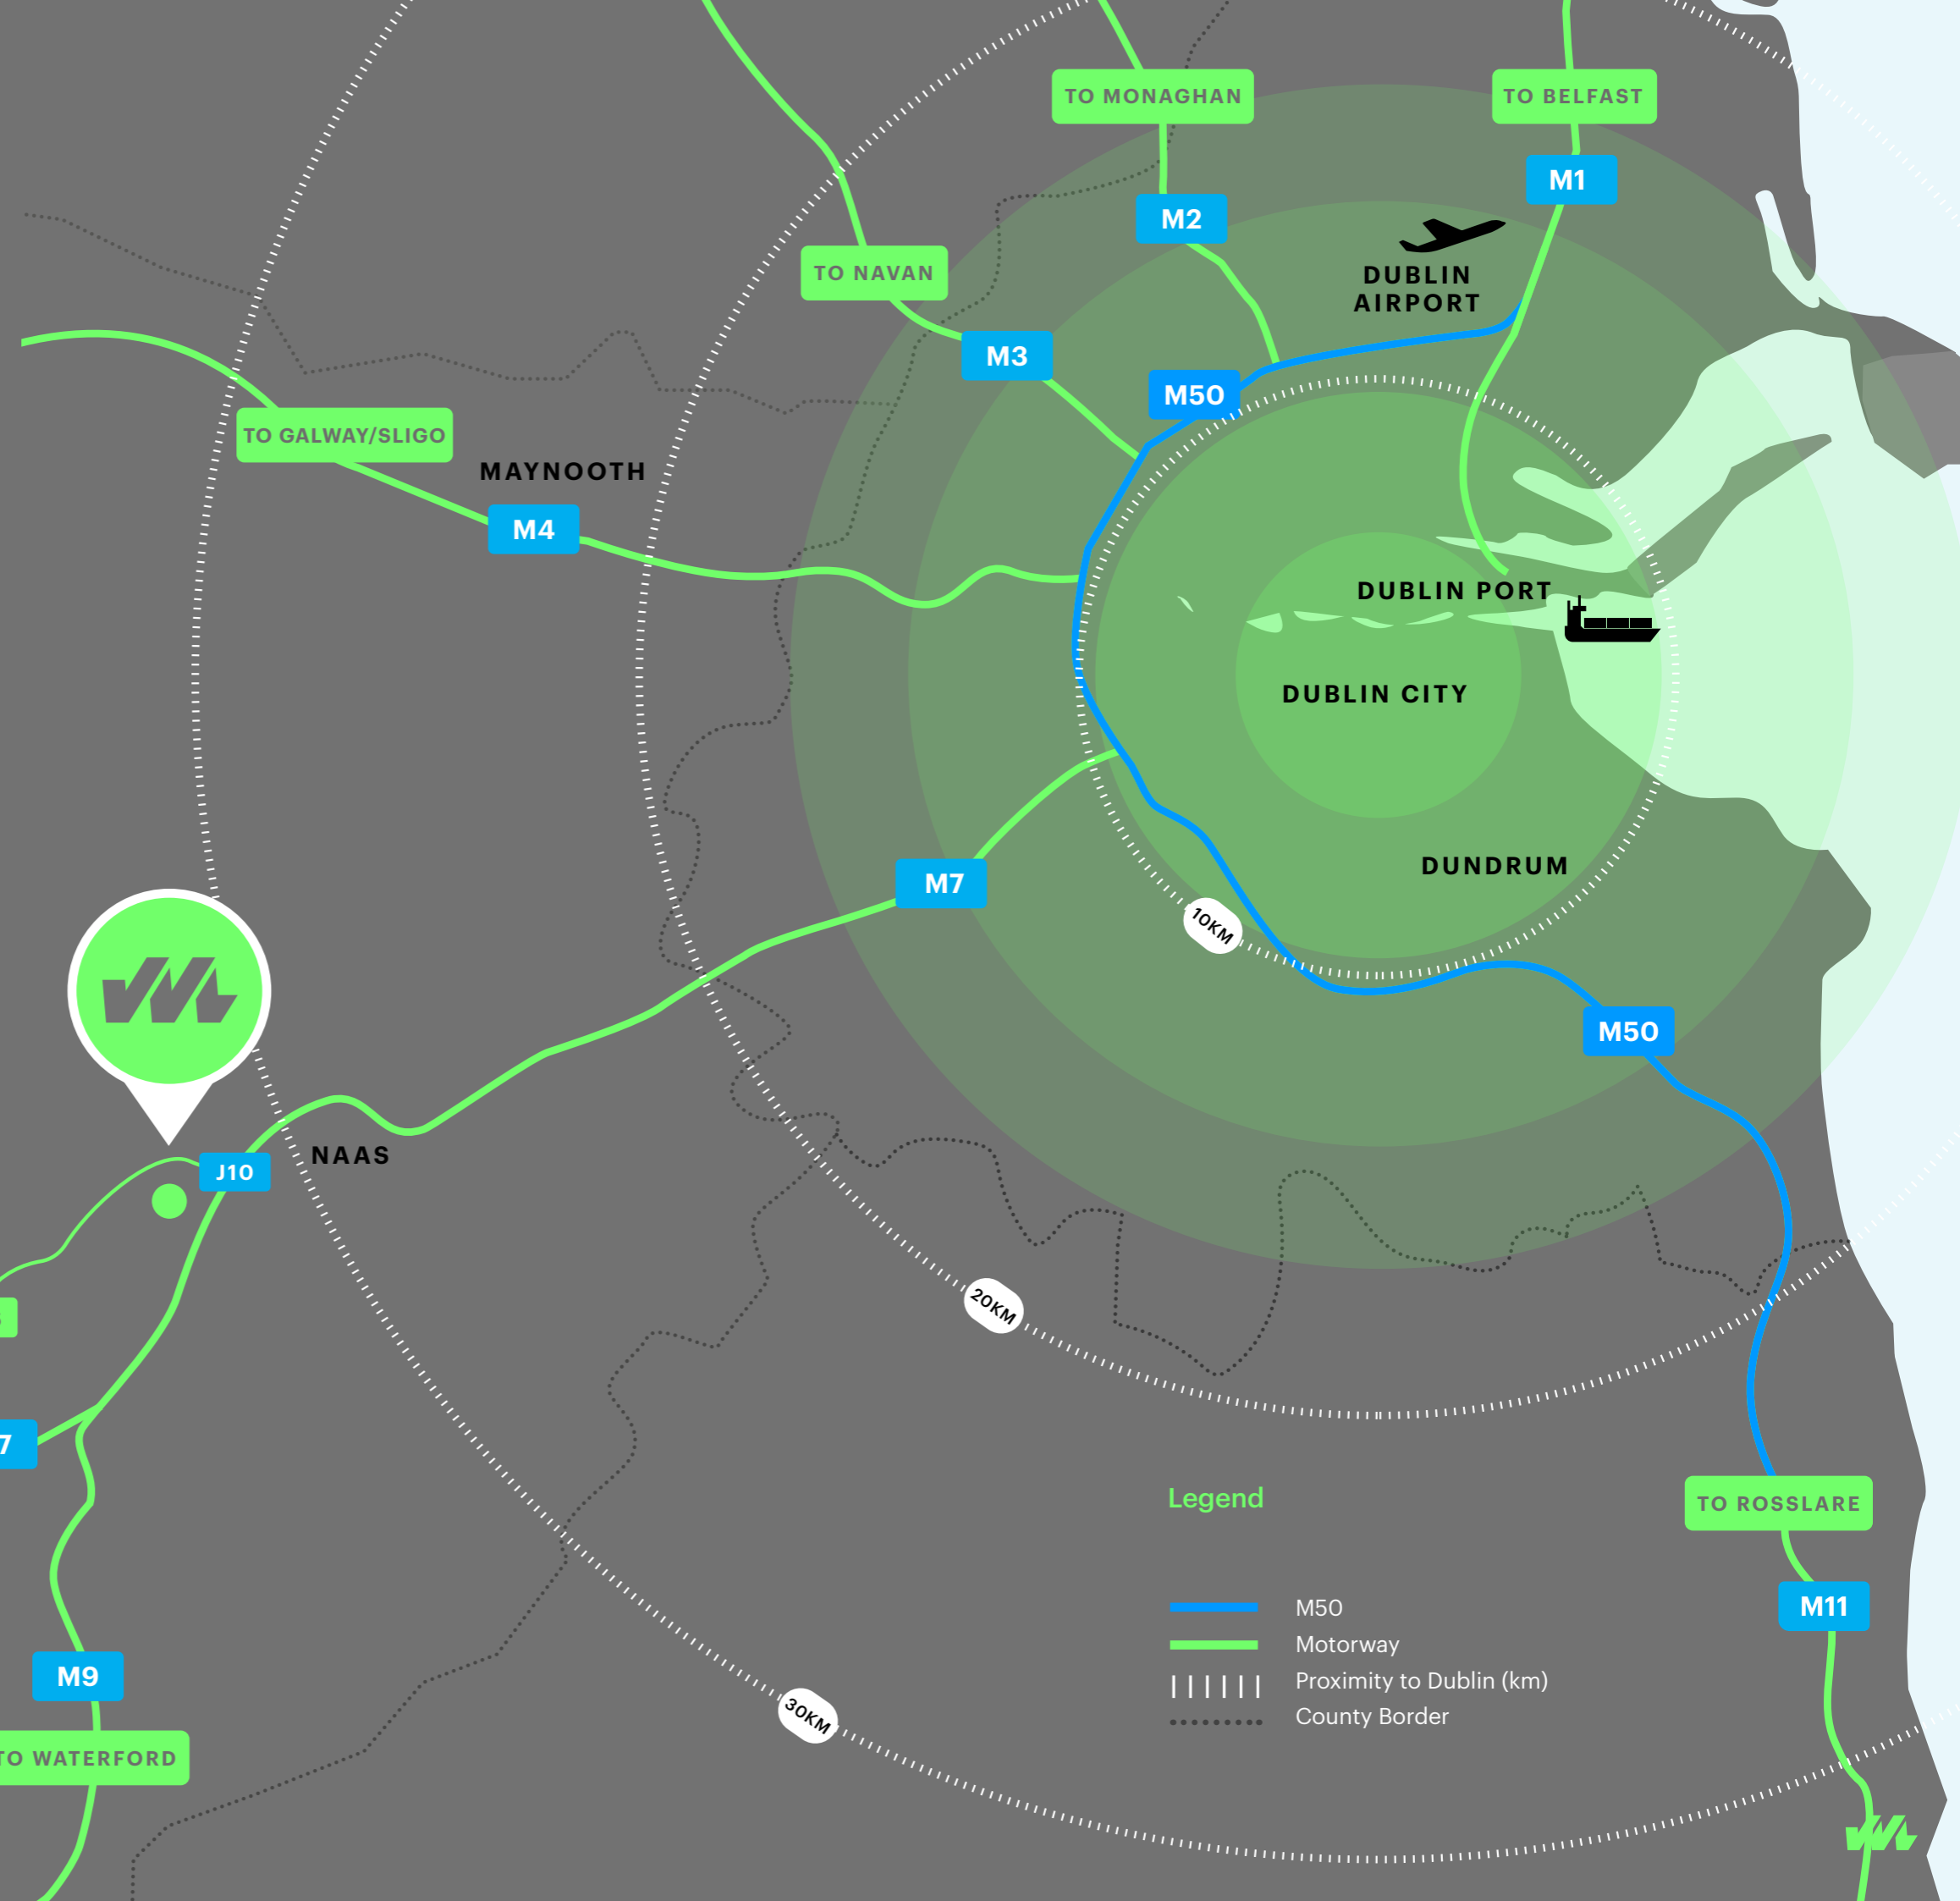 TO MONAGHAN
TO BELFAST
M1
M2
DUBLIN
AIRPORT
TO NAVAN
M3
M50
TO GALWAY/SLIGO
MAYNOOTH
M4
DUBLIN PORT
DUBLIN CITY
DUNDRUM
M7
10KM
M50
J10
NAAS
20KM
7
Legend
TO ROSSLARE
M50
M11
Motorway
Proximity to Dublin (km)
County Border
M9
30KM
TO WATERFORD